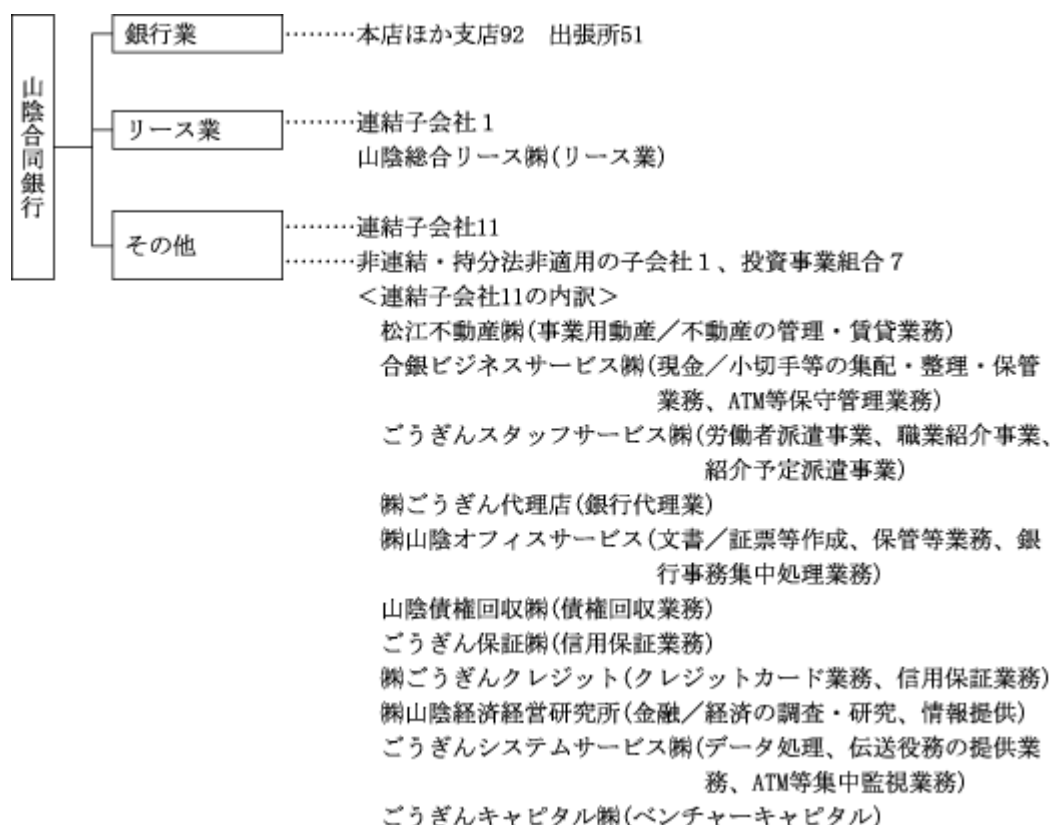 山陰合同銀行
銀行業 ………本店ほか支店92 出張所51
リース業 ………連結子会社1
山陰総合リース㈱(リース業)
その他 ………連結子会社11
………非連結・持分法非適用の子会社1、投資事業組合7
<連結子会社11の内訳>
松江不動産㈱(事業用動産/不動産の管理・賃貸業務)
合銀ビジネスサービス㈱(現金/小切手等の集配・整理・保管
業務、ATM等保守管理業務)
ごうぎんスタッフサービス㈱(労働者派遣事業、職業紹介事業、
紹介予定派遣事業)
㈱ごうぎん代理店(銀行代理業)
㈱山陰オフィスサービス(文書/証票等作成、保管等業務、銀
行事務集中処理業務)
山陰債権回収㈱(債権回収業務)
ごうぎん保証㈱(信用保証業務)
㈱ごうぎんクレジット(クレジットカード業務、信用保証業務)
㈱山陰経済経営研究所(金融/経済の調査・研究、情報提供)
ごうぎんシステムサービス㈱(データ処理、伝送役務の提供業
務、ATM等集中監視業務)
ごうぎんキャピタル㈱(ベンチャーキャピタル)